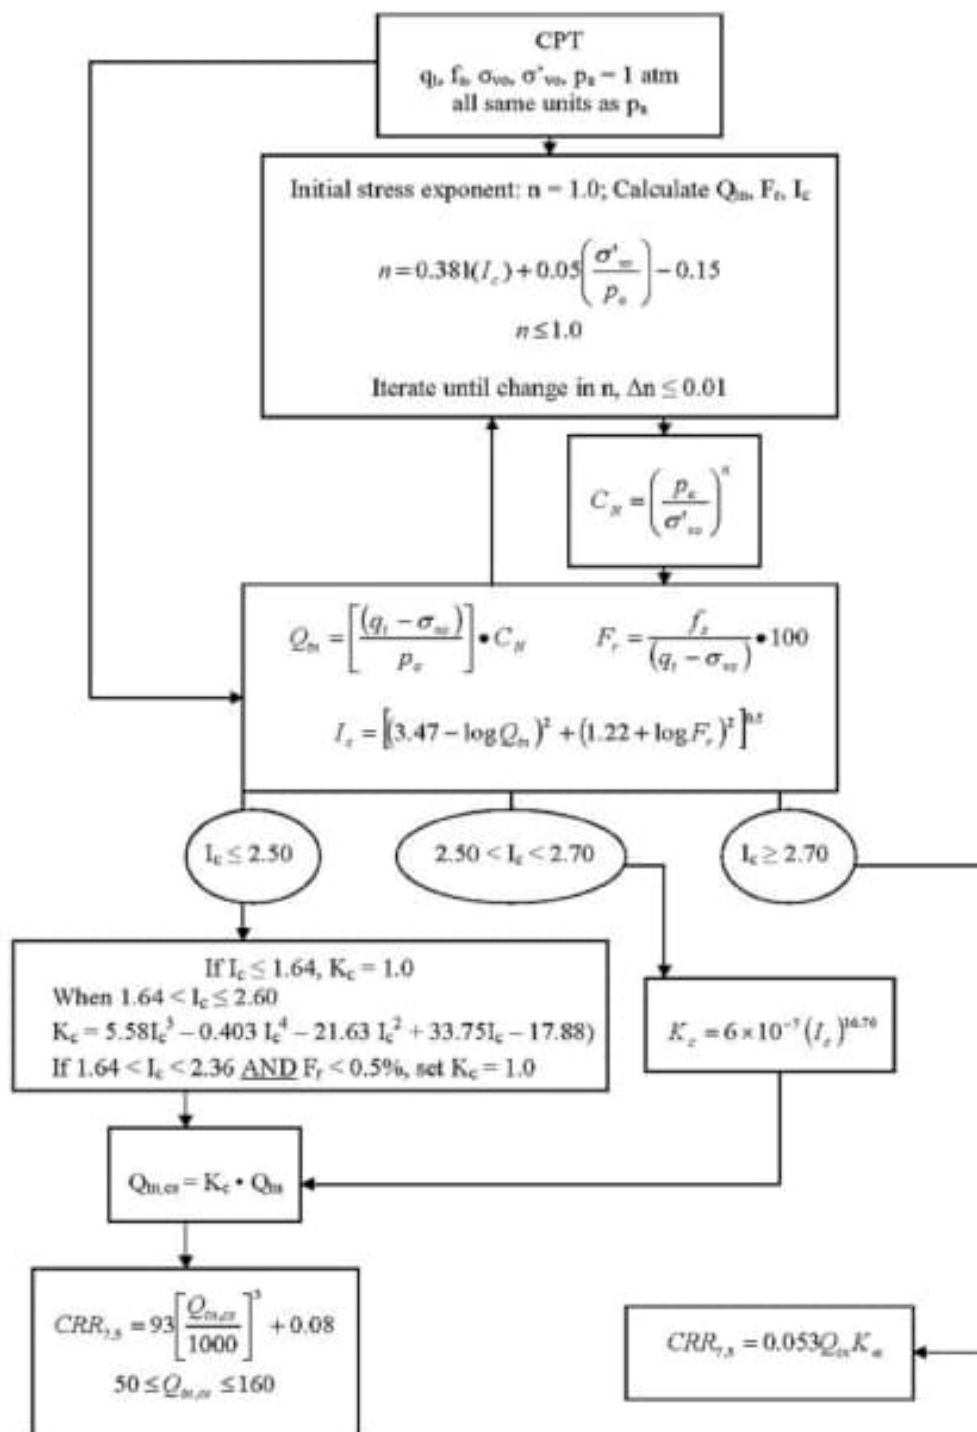 CPT
qt, fs, σvo, σ'vo, pa = 1 atm
all same units as pa
Initial stress exponent: n = 1.0; Calculate Qtn, Fr, Ic
n = 0.381(Ic) + 0.05(σ'vo / pa) − 0.15
n ≤ 1.0
Iterate until change in n, Δn ≤ 0.01
CN = (pa / σ'vo)^n
Qtn = [(qt − σvo) / pa] • CN Fr = fs / (qt − σvo) • 100
Ic = [(3.47 − log Qtn)² + (1.22 + log Fr)²]^0.5
Ic ≤ 2.50
2.50 < Ic < 2.70
Ic ≥ 2.70
If Ic ≤ 1.64, Kc = 1.0
When 1.64 < Ic ≤ 2.60
Kc = 5.58Ic³ – 0.403 Ic⁴ – 21.63 Ic² + 33.75Ic – 17.88)
If 1.64 < Ic < 2.36 AND Fr < 0.5%, set Kc = 1.0
Kc = 6 × 10⁻⁷ (Ic)^16.76
Qtn,cs = Kc • Qtn
CRR7.5 = 93[Qtn,cs / 1000]³ + 0.08
50 ≤ Qtn,cs ≤ 160
CRR7.5 = 0.053QtnKα